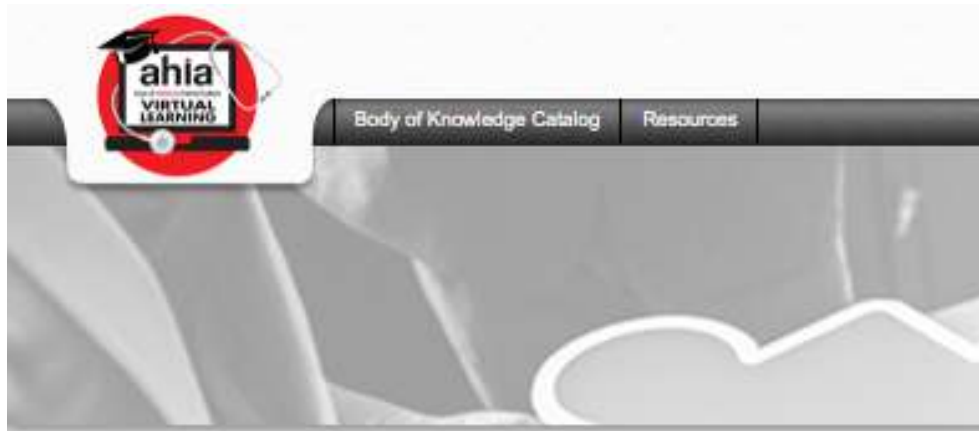 ahia
VIRTUAL
LEARNING
Body of Knowledge Catalog
Resources